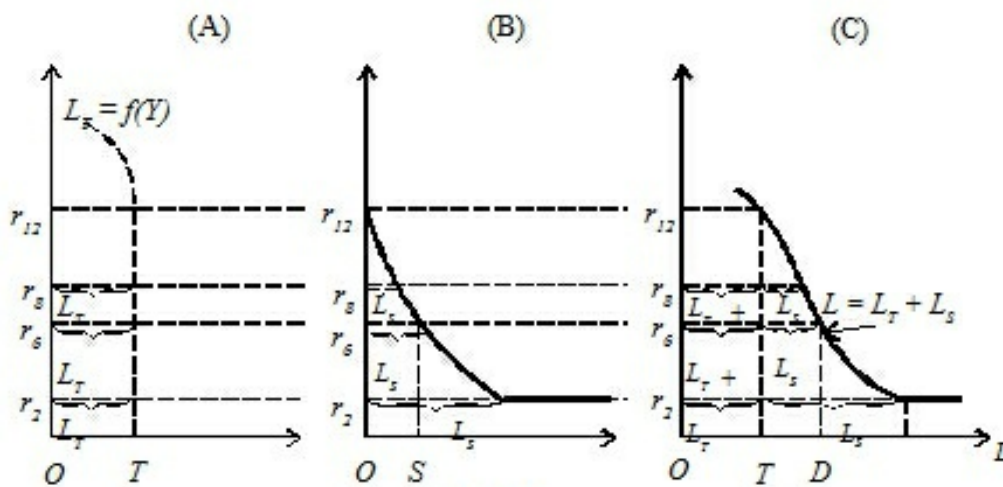 (A) (B) (C)
L_s = f(Y)
r_12 r_12 r_12
r_8 r_8 r_8
L_T L_s L_T + L_s L = L_T + L_S
r_6 r_6 r_6
L_T L_s L_T + L_s
r_2 r_2 r_2
L_T L_s L_T L_s
O T O S O T D L